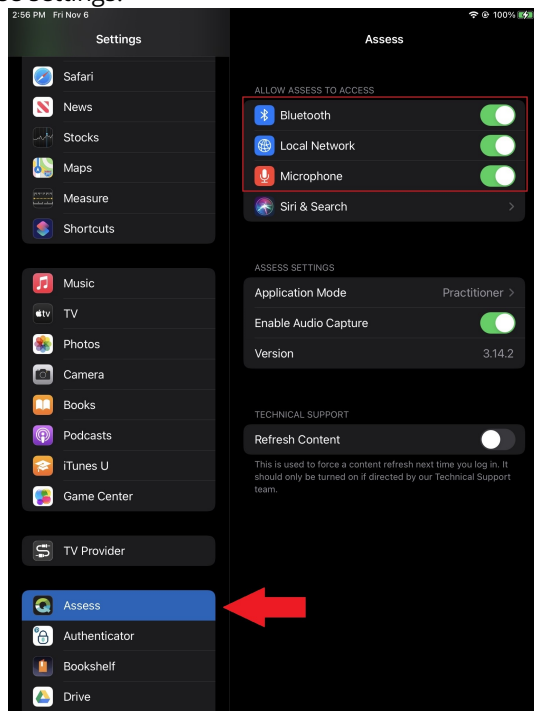 2:56 PM Fri Nov 6
100%
Settings
Safari
News
Stocks
Maps
Measure
Shortcuts
Music
tv
TV
Photos
Camera
Books
Podcasts
iTunes U
Game Center
TV Provider
Assess
Authenticator
Bookshelf
Drive
Assess
ALLOW ASSESS TO ACCESS
Bluetooth
Local Network
Microphone
Siri & Search
ASSESS SETTINGS
Application Mode Practitioner
Enable Audio Capture
Version 3.14.2
TECHNICAL SUPPORT
Refresh Content
This is used to force a content refresh next time you log in. It
should only be turned on if directed by our Technical Support
team.